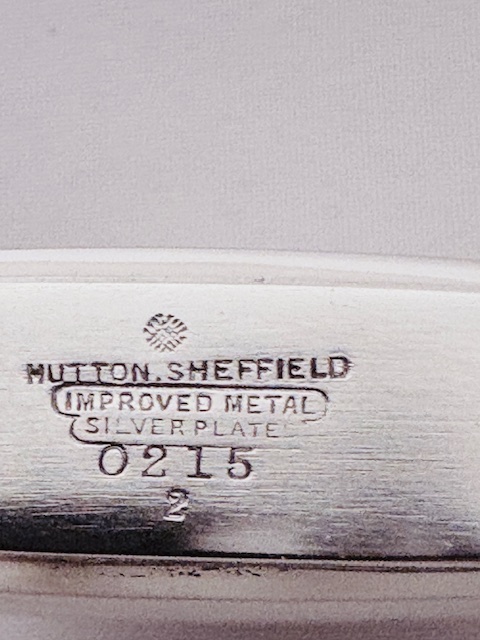 HUTTON.SHEFFIELD
IMPROVED METAL
SILVER PLATE
0215
2